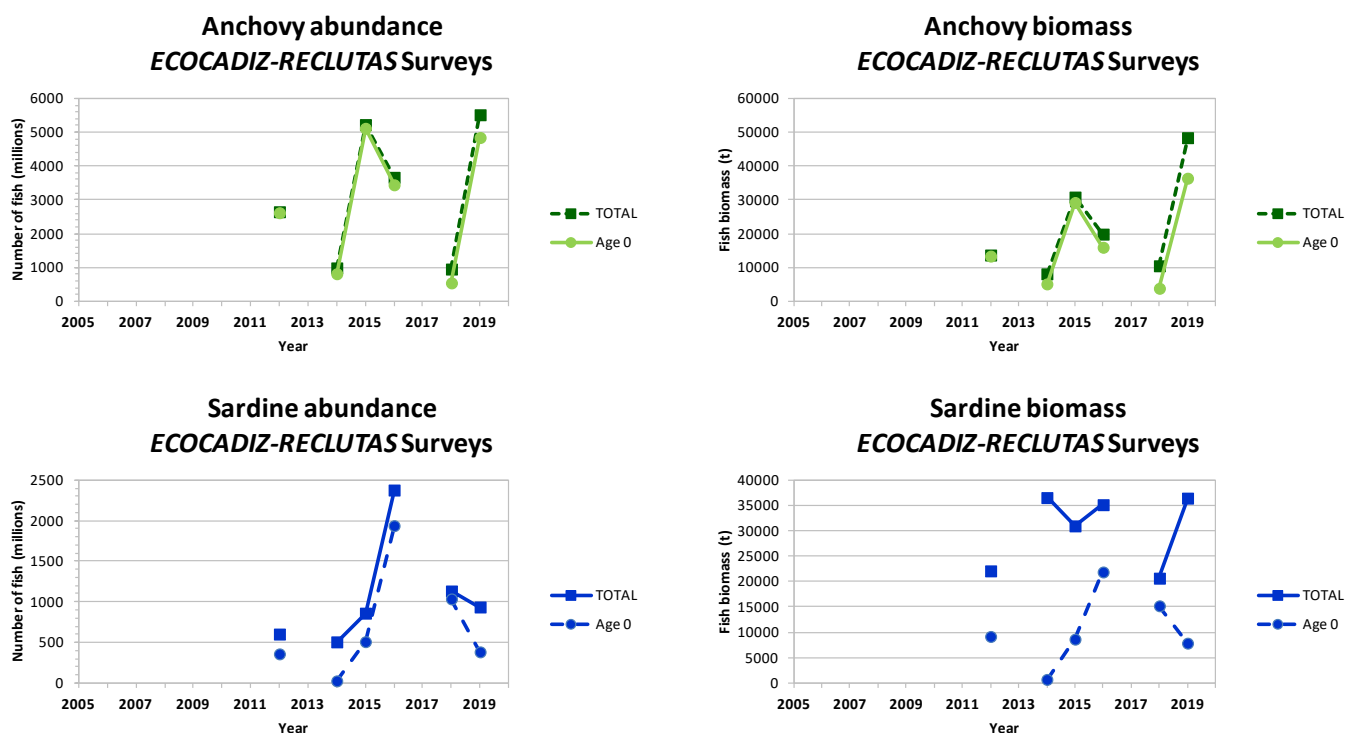 Anchovy abundance
ECOCADIZ-RECLUTAS Surveys
Number of fish (millions)
6000
5000
4000
3000
2000
1000
0
2005 2007 2009 2011 2013 2015 2017 2019
Year
TOTAL
Age 0
Anchovy biomass
ECOCADIZ-RECLUTAS Surveys
Fish biomass (t)
60000
50000
40000
30000
20000
10000
0
2005 2007 2009 2011 2013 2015 2017 2019
Year
TOTAL
Age 0
Sardine abundance
ECOCADIZ-RECLUTAS Surveys
Number of fish (millions)
2500
2000
1500
1000
500
0
2005 2007 2009 2011 2013 2015 2017 2019
Year
TOTAL
Age 0
Sardine biomass
ECOCADIZ-RECLUTAS Surveys
Fish biomass (t)
40000
35000
30000
25000
20000
15000
10000
5000
0
2005 2007 2009 2011 2013 2015 2017 2019
Year
TOTAL
Age 0